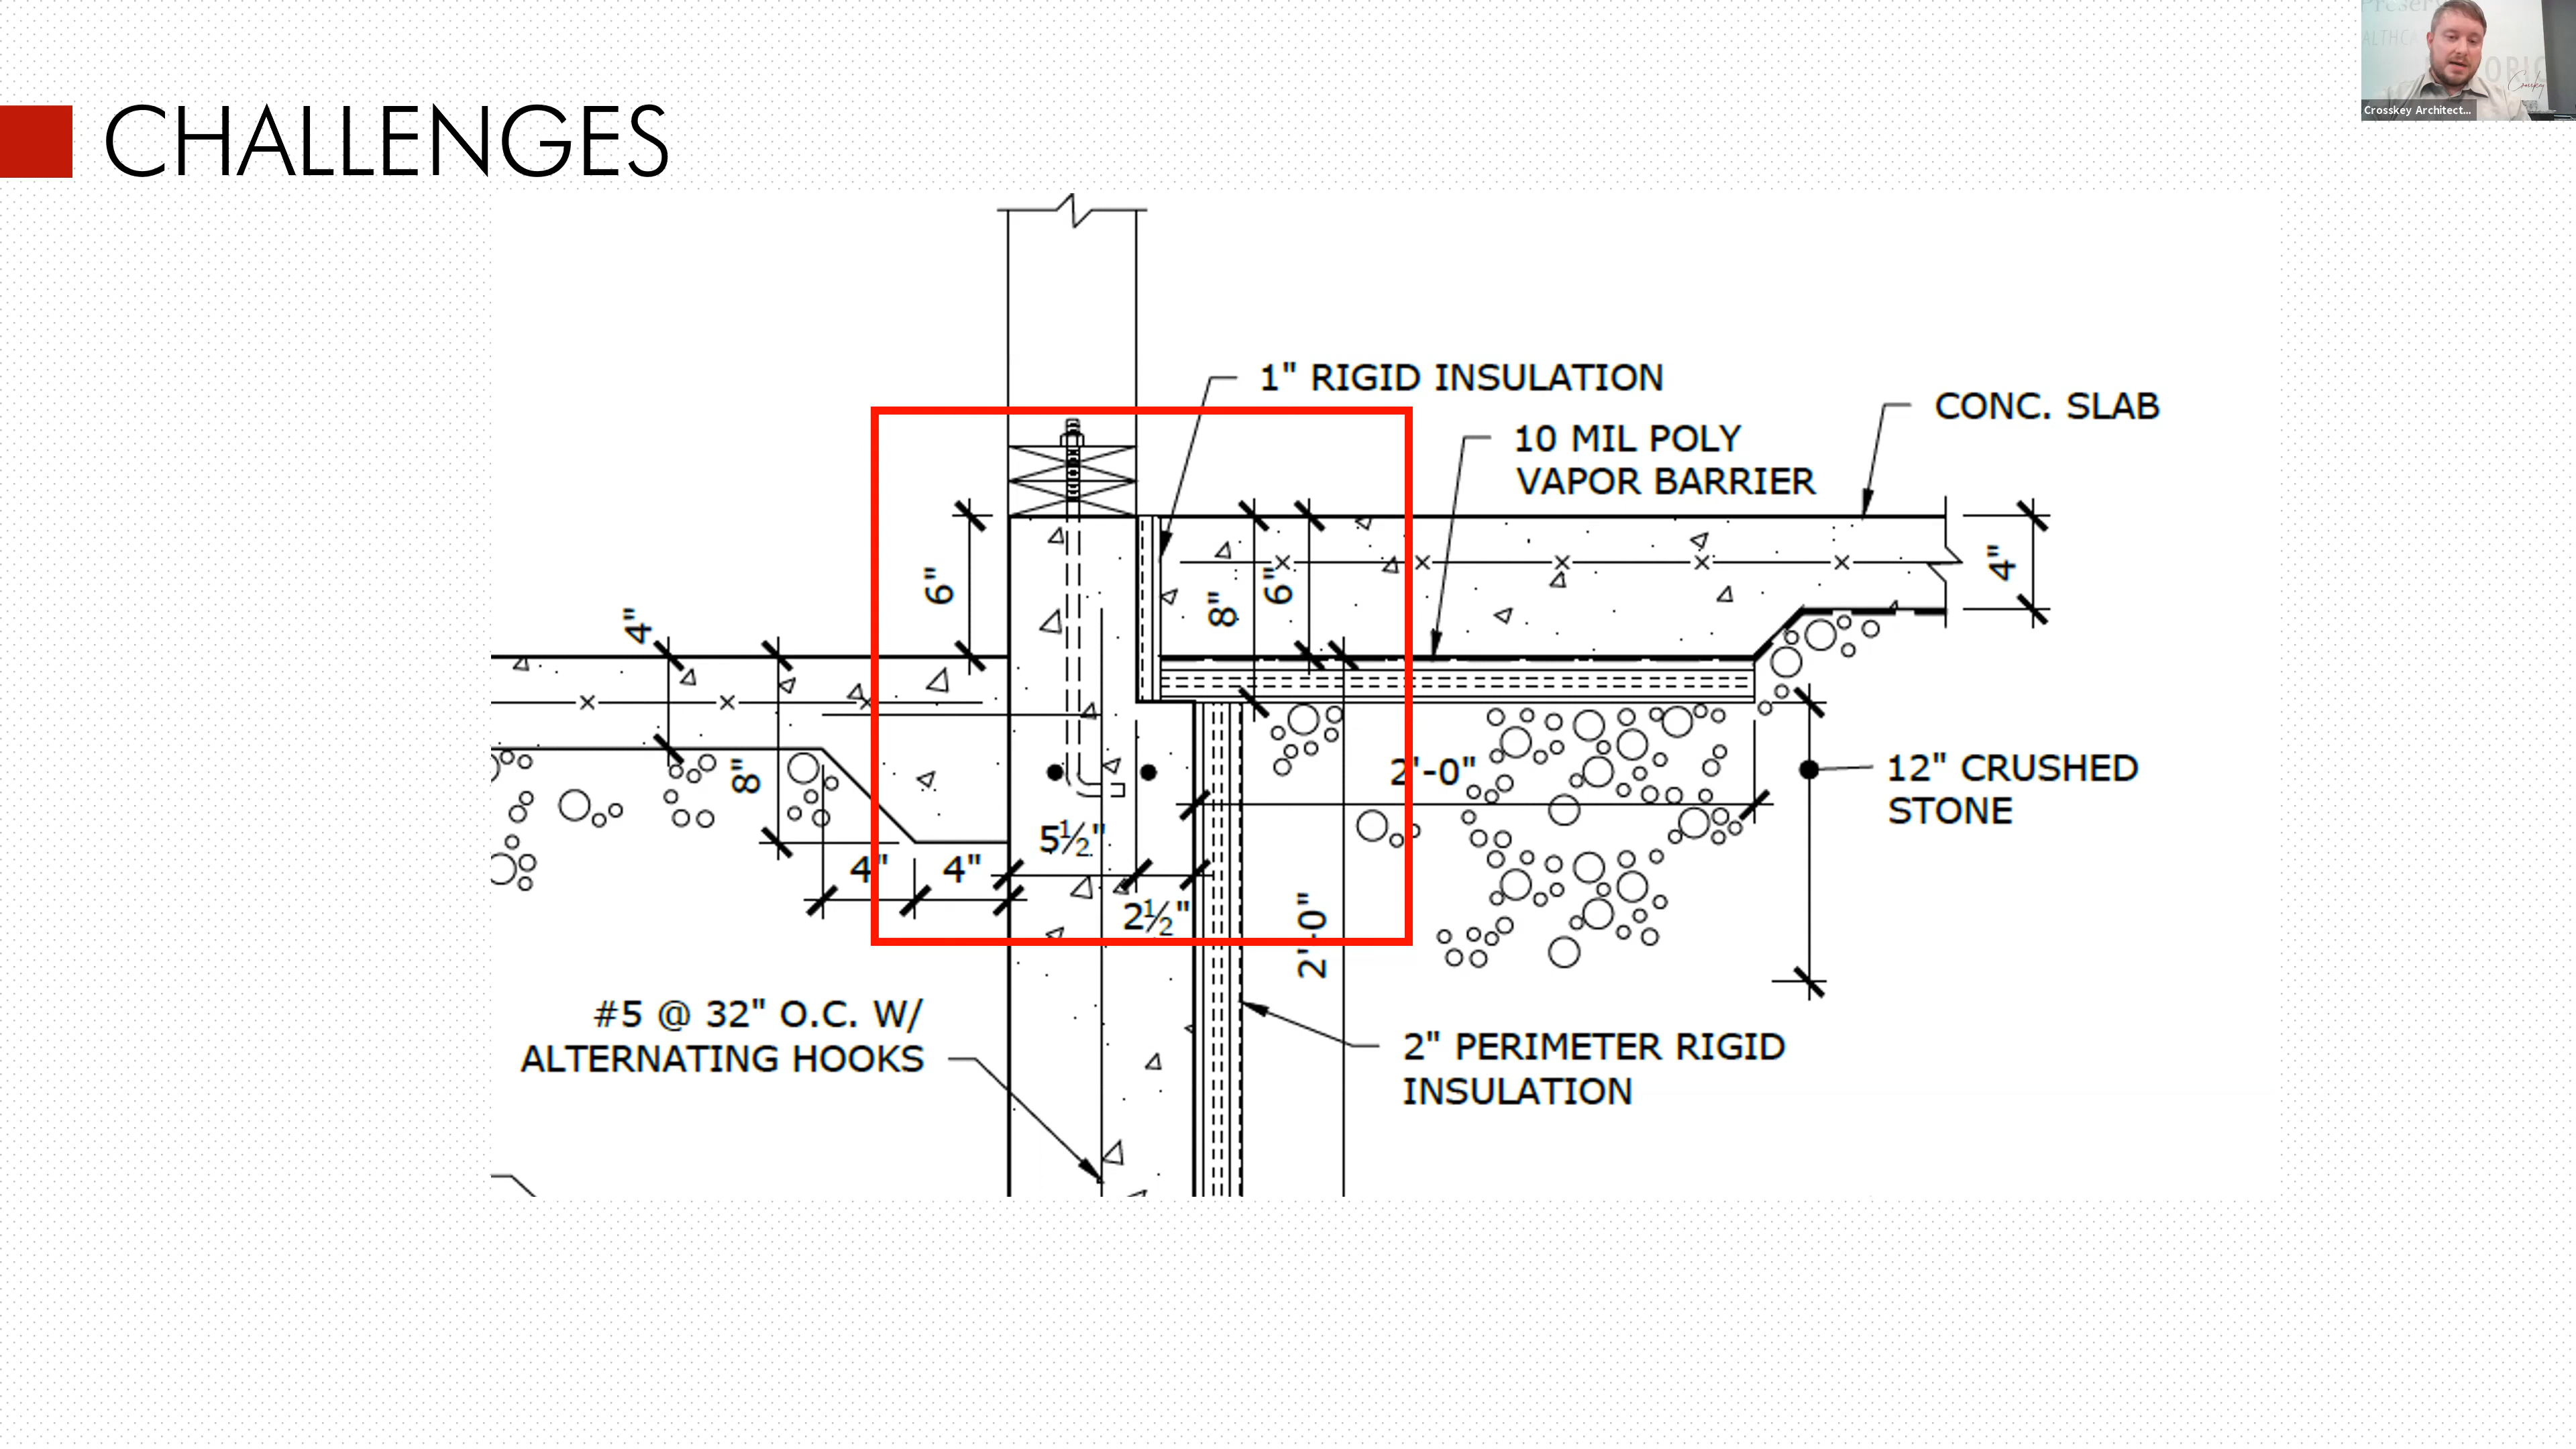 CHALLENGES
Crosskey Architect...
1" RIGID INSULATION
CONC. SLAB
10 MIL POLY
VAPOR BARRIER
6"
8"
6"
4"
4"
8"
4"
4"
5½"
2½"
2'-0"
2'-0"
12" CRUSHED
STONE
#5 @ 32" O.C. W/
ALTERNATING HOOKS
2" PERIMETER RIGID
INSULATION